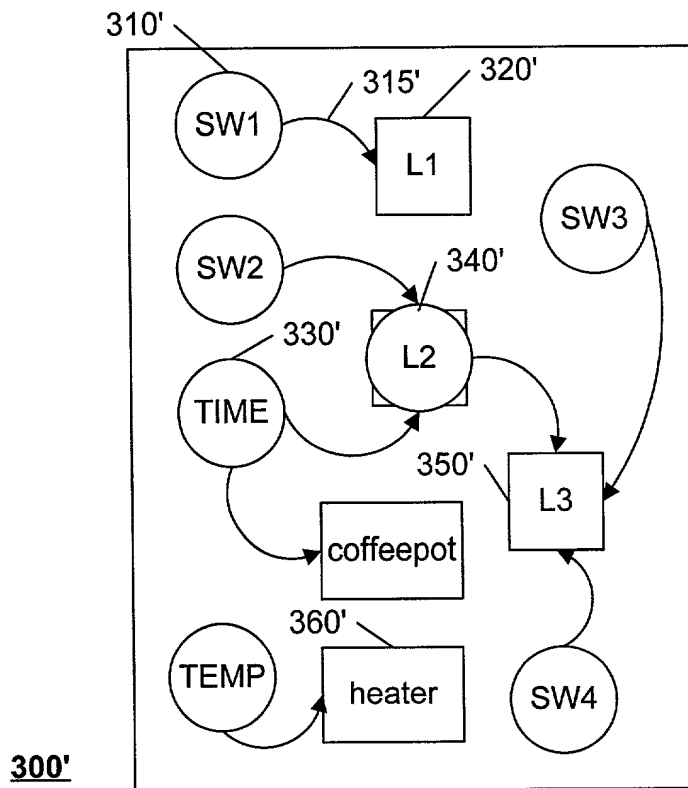 310'
315'
320'
SW1
L1
SW3
SW2
340'
330'
L2
TIME
350'
L3
coffeepot
360'
TEMP
heater
SW4
300'